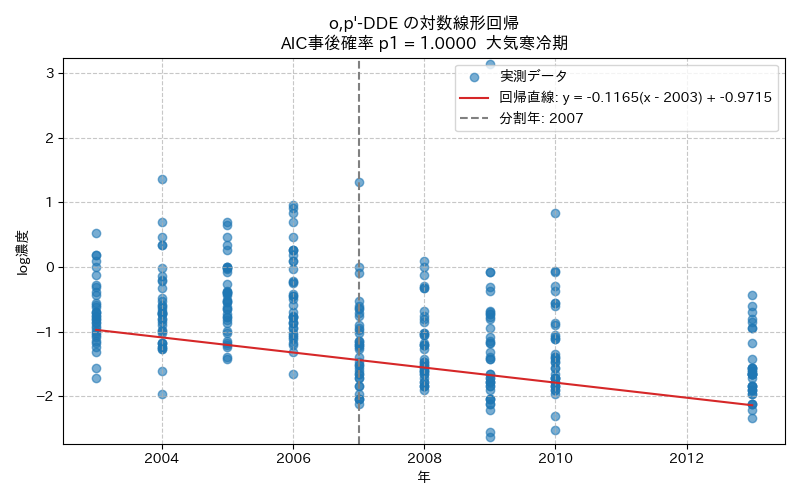 o,p'-DDE の対数線形回帰
AIC事後確率 p1 = 1.0000 大気寒冷期
実測データ
回帰直線: y = -0.1165(x - 2003) + -0.9715
分割年: 2007
log濃度
3
2
1
0
−1
−2
2004
2006
2008
2010
2012
年